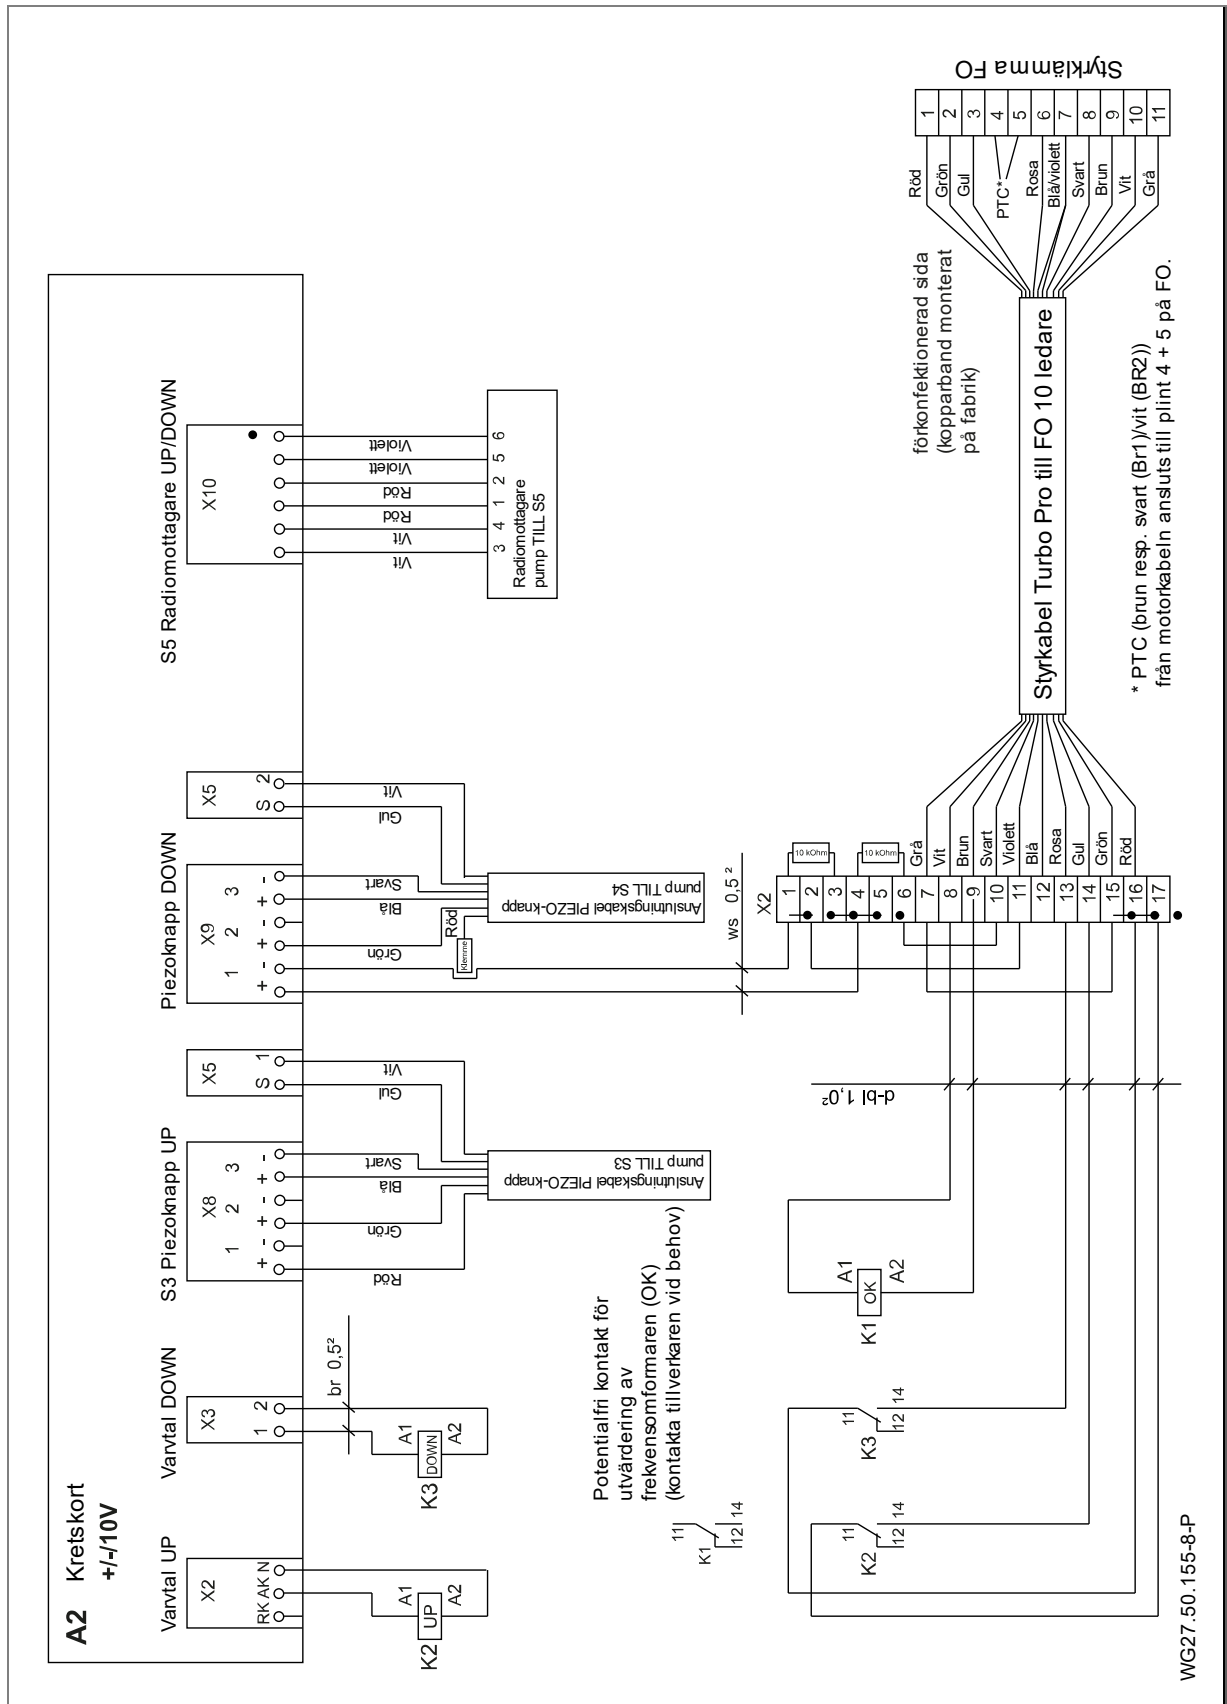 A2 Kretskort
+/-/10V
Varvtal UP
X2
RK AK N
A1
K2 UP
A2
Varvtal DOWN
X3
1 2
br 0,5²
A1
K3 DOWN
A2
S3 Piezoknapp UP
X8
1 2 3
+ - + - + -
Röd
Grön
Blå
Svart
X5
S 1
Gul
Vit
Anslutningskabel PIEZO-knapp
pump TILL S3
Piezoknapp DOWN
X9
1 2 3
+ - + - + -
Grön
Blå
Svart
Röd
Klemme
X5
S 2
Gul
Vit
Anslutningskabel PIEZO-knapp
pump TILL S4
S5 Radiomottagare UP/DOWN
X10
Vit
Vit
Röd
Röd
Violett
Violett
3 4 1 2 5 6
Radiomottagare
pump TILL S5
Potentialfri kontakt för
utvärdering av
frekvensomformaren (OK)
(kontakta tillverkaren vid behov)
11
K1
12 14
ws 0,5²
X2
10 kOhm
10 kOhm
1 2 3 4 5 6 7 8 9 10 11 12 13 14 15 16 17
Grå
Vit
Brun
Svart
Violett
Blå
Rosa
Gul
Grön
Röd
d-bl 1,0²
A1
K1 OK
A2
11
K3
12 14
11
K2
12 14
Styrkabel Turbo Pro till FO 10 ledare
förkonfektionerad sida
(kopparband monterat
på fabrik)
Röd
Grön
Gul
PTC*
Rosa
Blå/violett
Svart
Brun
Vit
Grå
1 2 3 4 5 6 7 8 9 10 11
Styrklämma FO
* PTC (brun resp. svart (Br1)/vit (BR2))
från motorkabeln ansluts till plint 4 + 5 på FO.
WG27.50.155-8-P